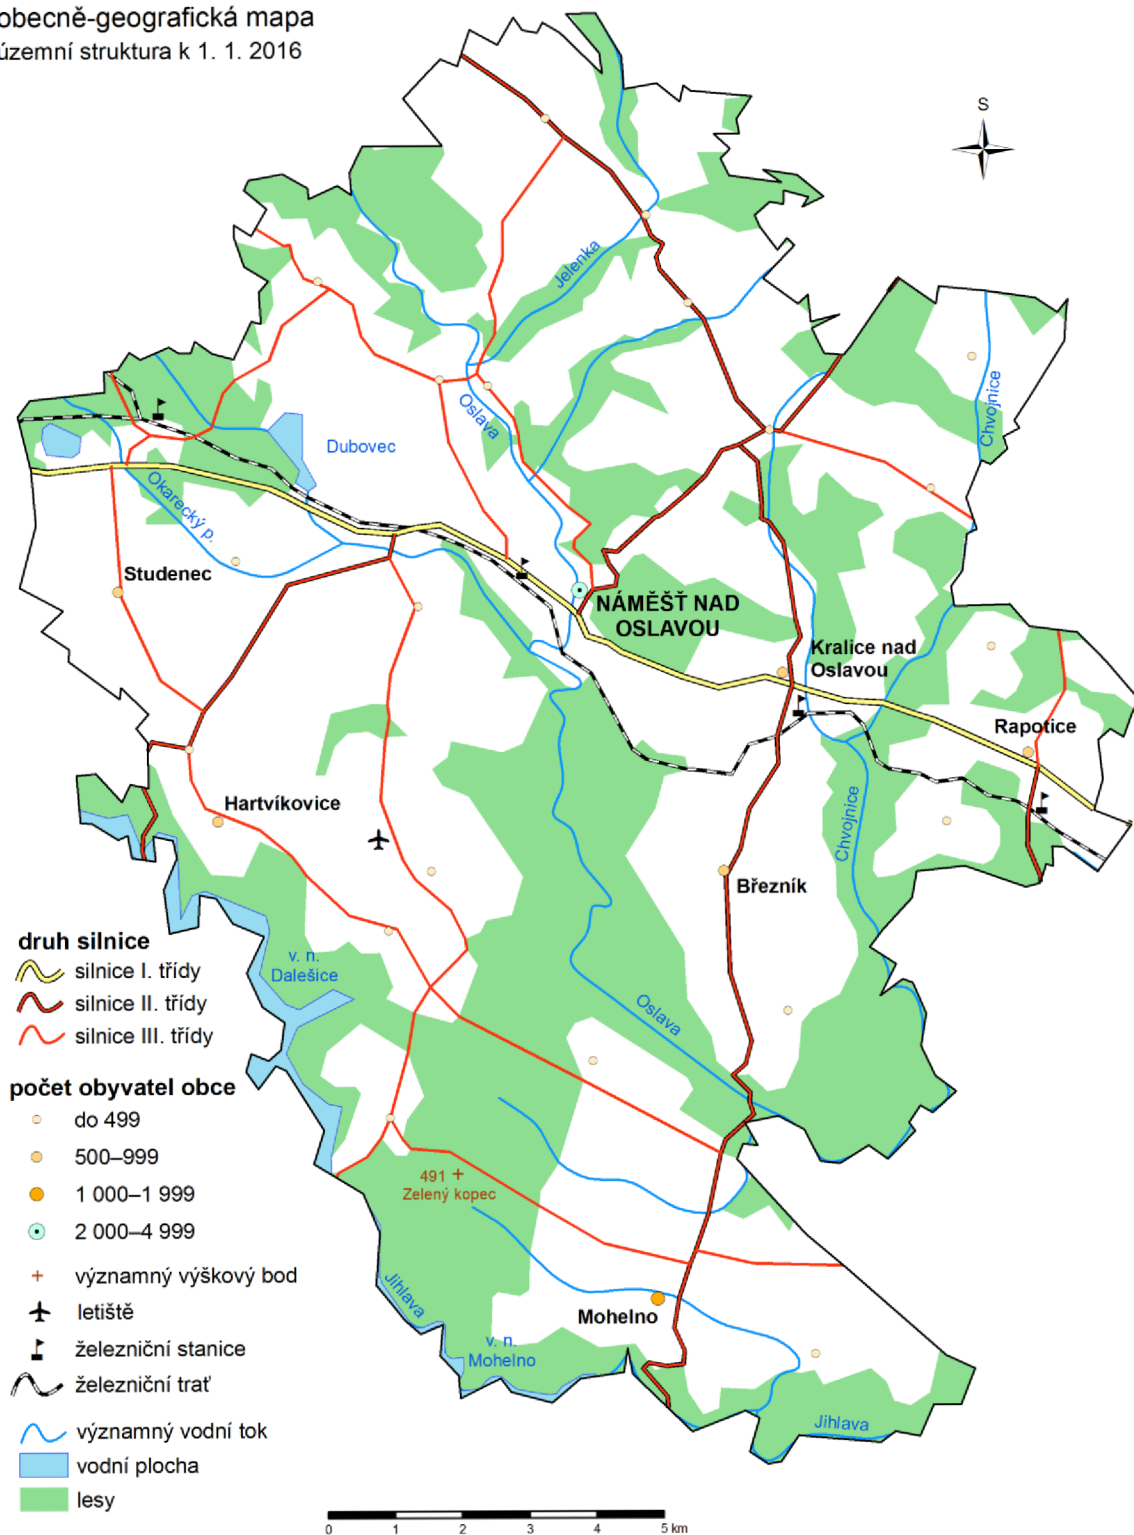 obecně-geografická mapa
územní struktura k 1. 1. 2016
S
Jelenka
Chvojnice
Oslava
Dubovec
Okarecký p.
Studenec
NÁMĚŠŤ NAD
OSLAVOU
Kralice nad
Oslavou
Rapotice
Hartvíkovice
Chvojnice
Březník
v. n.
Dalešice
Oslava
491
Zelený kopec
Jihlava
Mohelno
v. n.
Mohelno
Jihlava
druh silnice
silnice I. třídy
silnice II. třídy
silnice III. třídy
počet obyvatel obce
do 499
500–999
1 000–1 999
2 000–4 999
významný výškový bod
letiště
železniční stanice
železniční trať
významný vodní tok
vodní plocha
lesy
0 1 2 3 4 5 km